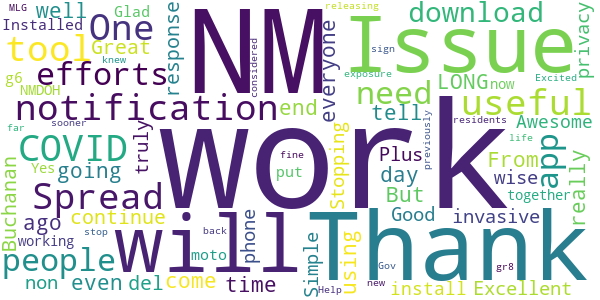 MLG Glad well One response NM Issue download privacy
releasing Installed Great
tool efforts everyone considered sign need useful
g6 knew exposure LONG now Excited
NMDOH notification end tell
sooner COVID work residents Awesome
far going truly put fine Stopping Plus day From app really
Yes life
Buchanan Spread But wise together
ago continue will phone Simple using Good Thank invasive previously
working stop back moto Gov
people non even del come time Help new install gr8 Excellent